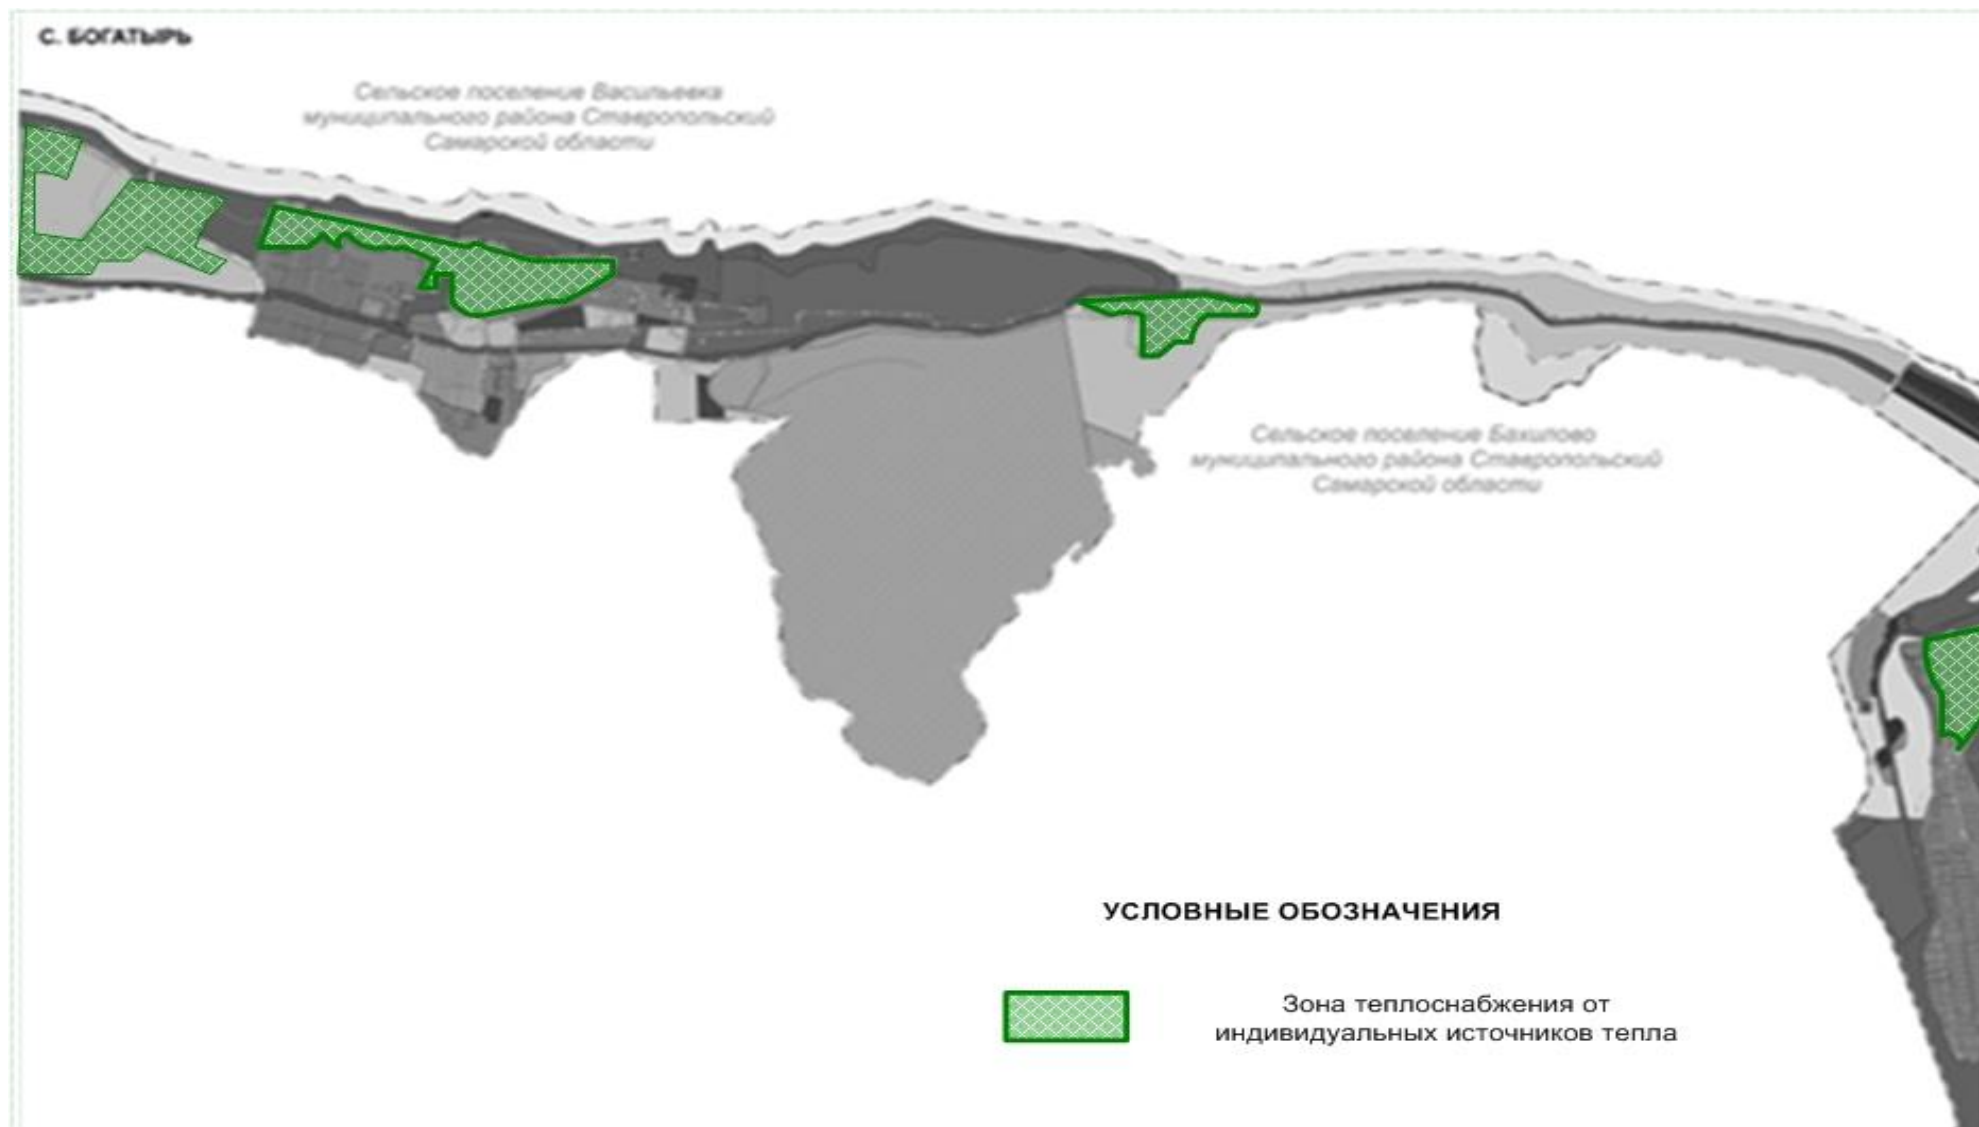 С. БОГАТЫРЬ
Сельское поселение Васильевка
муниципального района Ставропольский
Самарской области
Сельское поселение Бахилово
муниципального района Ставропольский
Самарской области
УСЛОВНЫЕ ОБОЗНАЧЕНИЯ
Зона теплоснабжения от
индивидуальных источников тепла